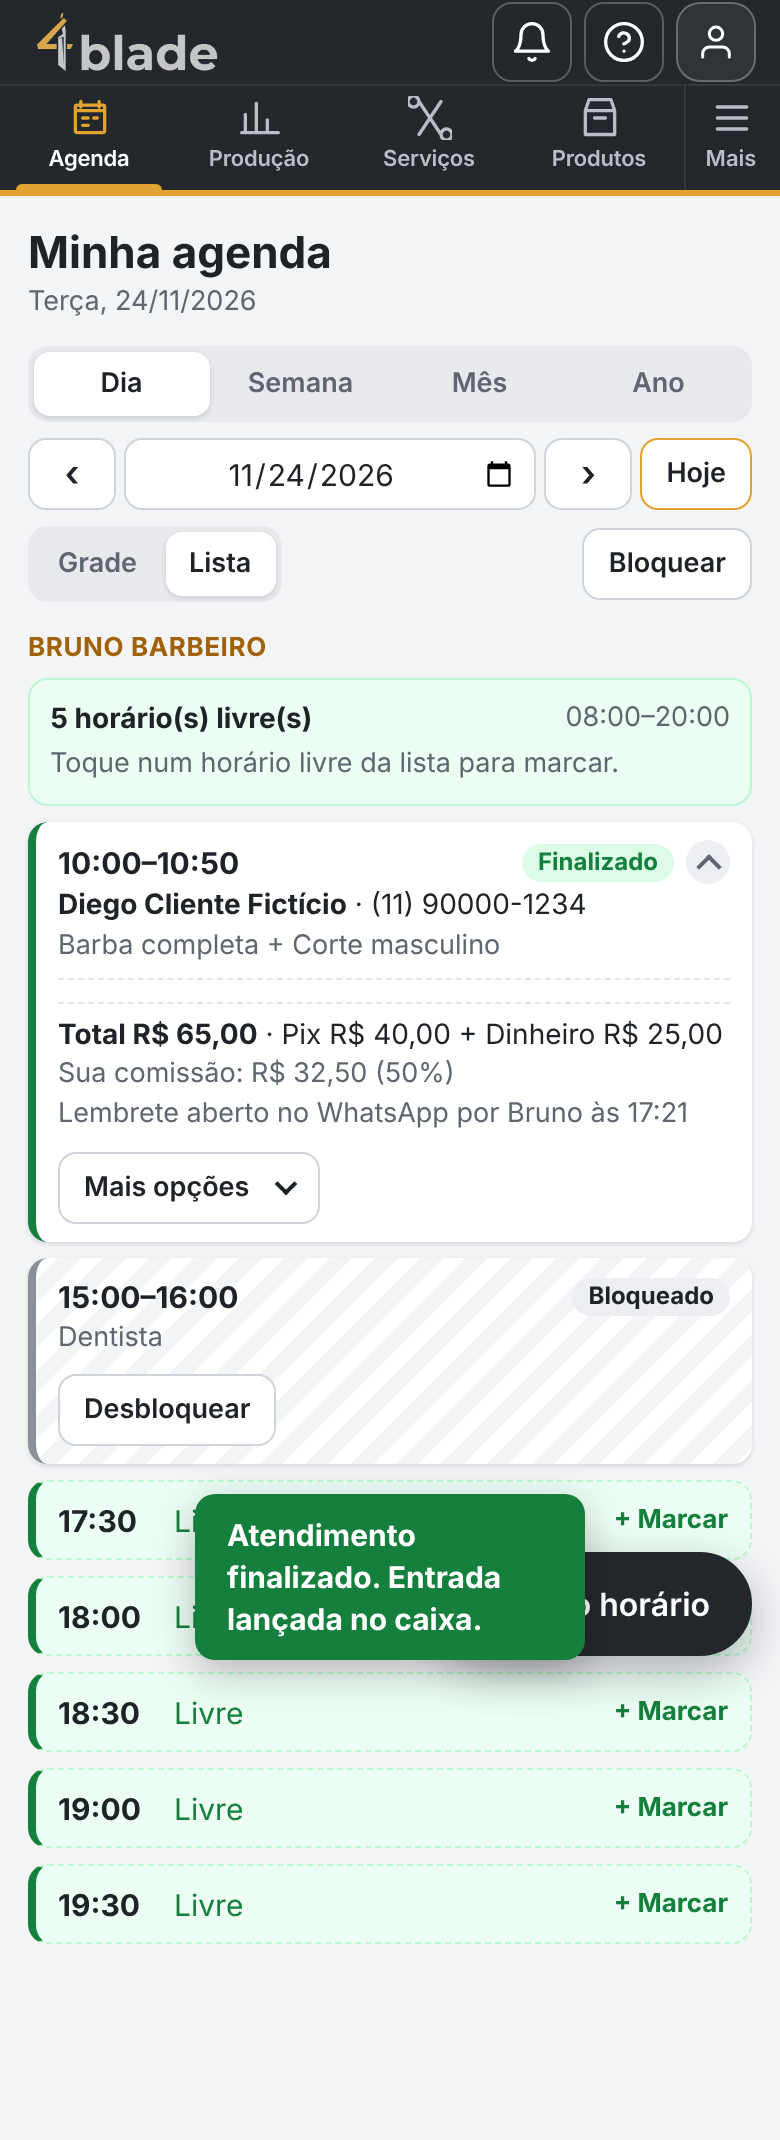 4blade
Agenda
Produção
Serviços
Produtos
Mais
Minha agenda
Terça, 24/11/2026
Dia
Semana
Mês
Ano
‹
11/24/2026
›
Hoje
Grade
Lista
Bloquear
BRUNO BARBEIRO
5 horário(s) livre(s)
08:00–20:00
Toque num horário livre da lista para marcar.
10:00–10:50
Finalizado
Diego Cliente Fictício · (11) 90000-1234
Barba completa + Corte masculino
Total R$ 65,00 · Pix R$ 40,00 + Dinheiro R$ 25,00
Sua comissão: R$ 32,50 (50%)
Lembrete aberto no WhatsApp por Bruno às 17:21
Mais opções
15:00–16:00
Bloqueado
Dentista
Desbloquear
17:30
+ Marcar
Atendimento
finalizado. Entrada
lançada no caixa.
18:00
horário
18:30 Livre
+ Marcar
19:00 Livre
+ Marcar
19:30 Livre
+ Marcar